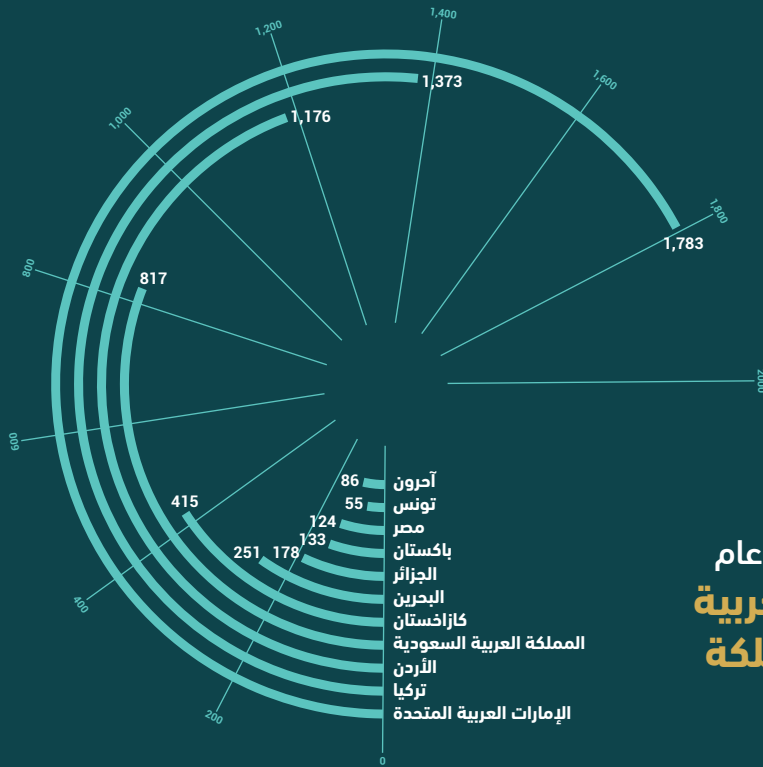 1,400
1,200
1,600
1,373
1,176
1,000
1,800
1,783
800
817
2000
600
86 آخرون
55 تونس
415
124 مصر
133 باكستان
251
178 الجزائر
البحرين
400
كازاخستان
المملكة العربية السعودية
الأردن
تركيا
200
الإمارات العربية المتحدة
0
عام